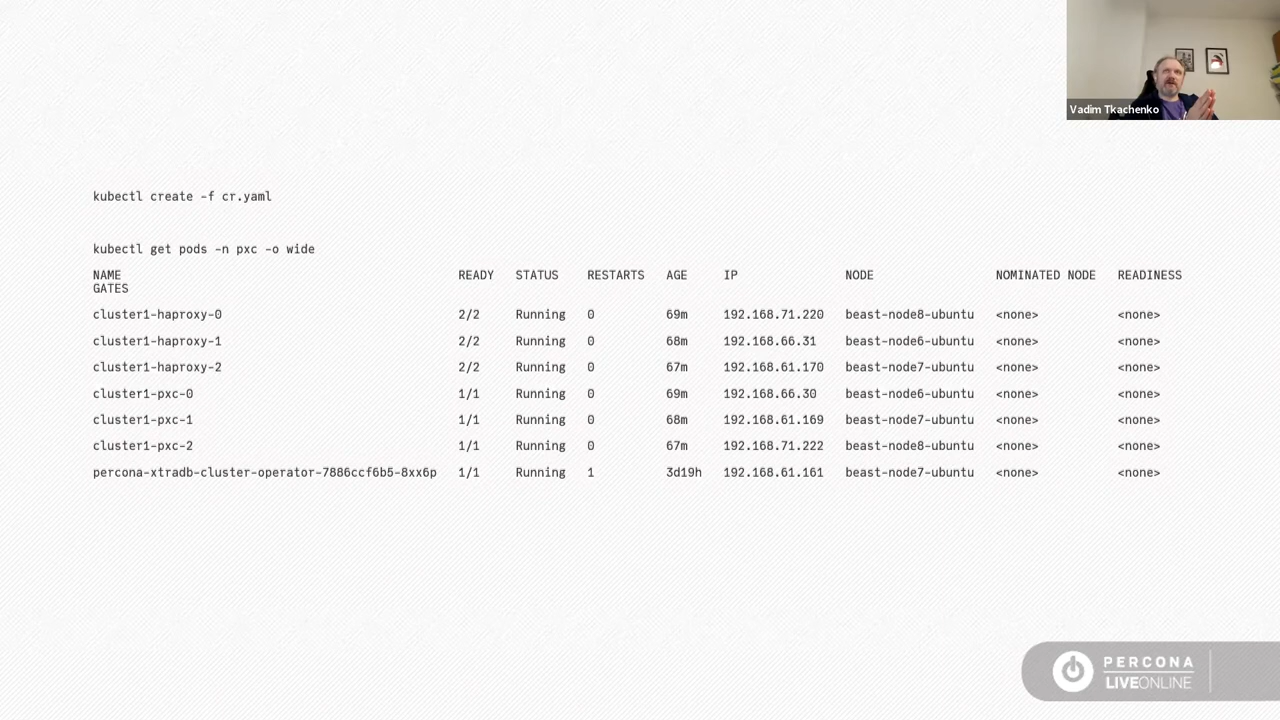 Vadim Tkachenko
kubectl create -f cr.yaml
kubectl get pods -n pxc -o wide
NAME READY STATUS RESTARTS AGE IP NODE NOMINATED NODE READINESS
GATES
cluster1-haproxy-0 2/2 Running 0 69m 192.168.71.220 beast-node8-ubuntu <none> <none>
cluster1-haproxy-1 2/2 Running 0 68m 192.168.66.31 beast-node6-ubuntu <none> <none>
cluster1-haproxy-2 2/2 Running 0 67m 192.168.61.170 beast-node7-ubuntu <none> <none>
cluster1-pxc-0 1/1 Running 0 69m 192.168.66.30 beast-node6-ubuntu <none> <none>
cluster1-pxc-1 1/1 Running 0 68m 192.168.61.169 beast-node7-ubuntu <none> <none>
cluster1-pxc-2 1/1 Running 0 67m 192.168.71.222 beast-node8-ubuntu <none> <none>
percona-xtradb-cluster-operator-7886ccf6b5-8xx6p 1/1 Running 1 3d19h 192.168.61.161 beast-node7-ubuntu <none> <none>
PERCONA
LIVEONLINE